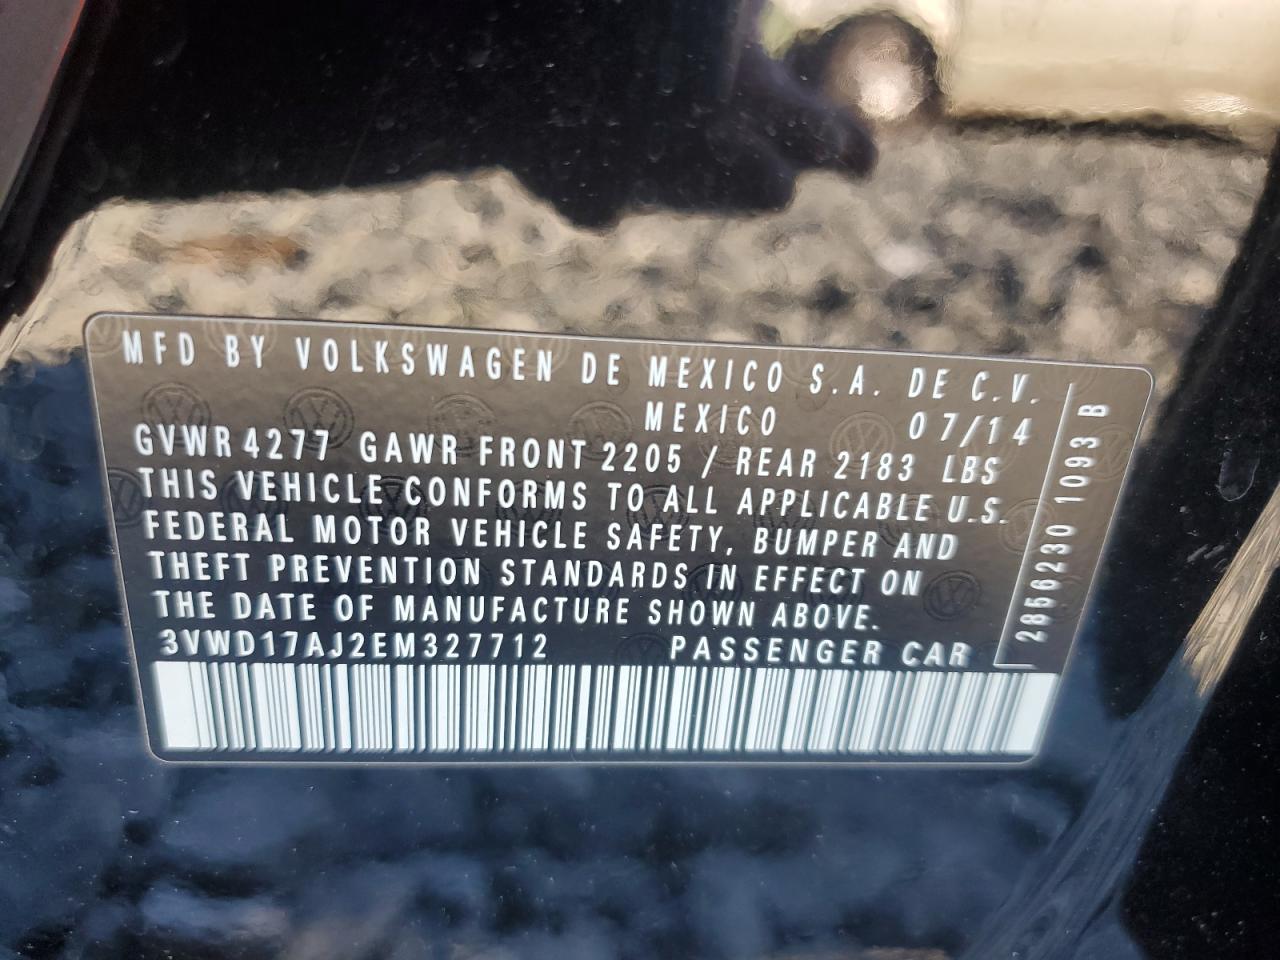 MFD BY VOLKSWAGEN DE MEXICO S.A. DE C.V.
MEXICO 07/14
GVWR 4277 GAWR FRONT 2205 / REAR 2183 LBS
THIS VEHICLE CONFORMS TO ALL APPLICABLE U.S.
FEDERAL MOTOR VEHICLE SAFETY, BUMPER AND
THEFT PREVENTION STANDARDS IN EFFECT ON
THE DATE OF MANUFACTURE SHOWN ABOVE.
3VWD17AJ2EM327712 PASSENGER CAR
2856230 1093 B